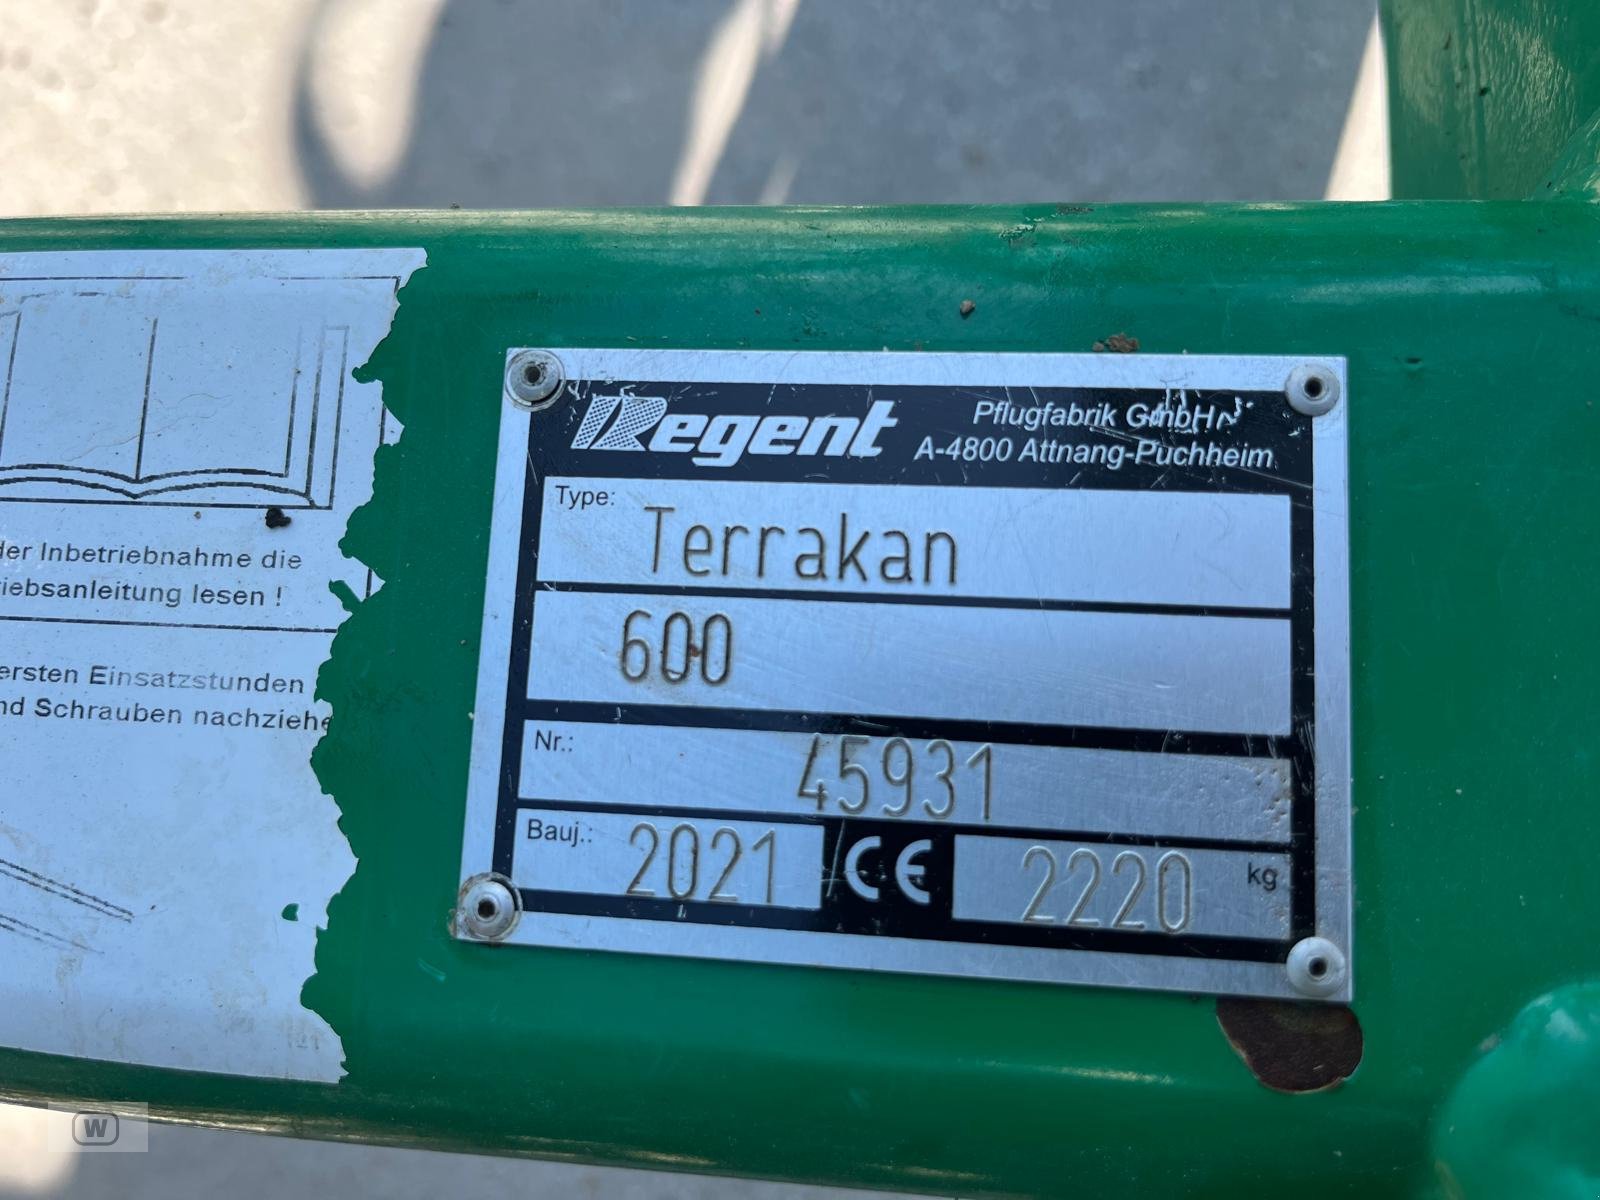 der Inbetriebnahme die
riebsanleitung lesen !
ersten Einsatzstunden
nd Schrauben nachziehe
Regent
Pflugfabrik GmbH
A-4800 Attnang-Puchheim
Type: Terrakan
600
Nr.: 45931
Bauj.: 2021 CE 2220 kg
W